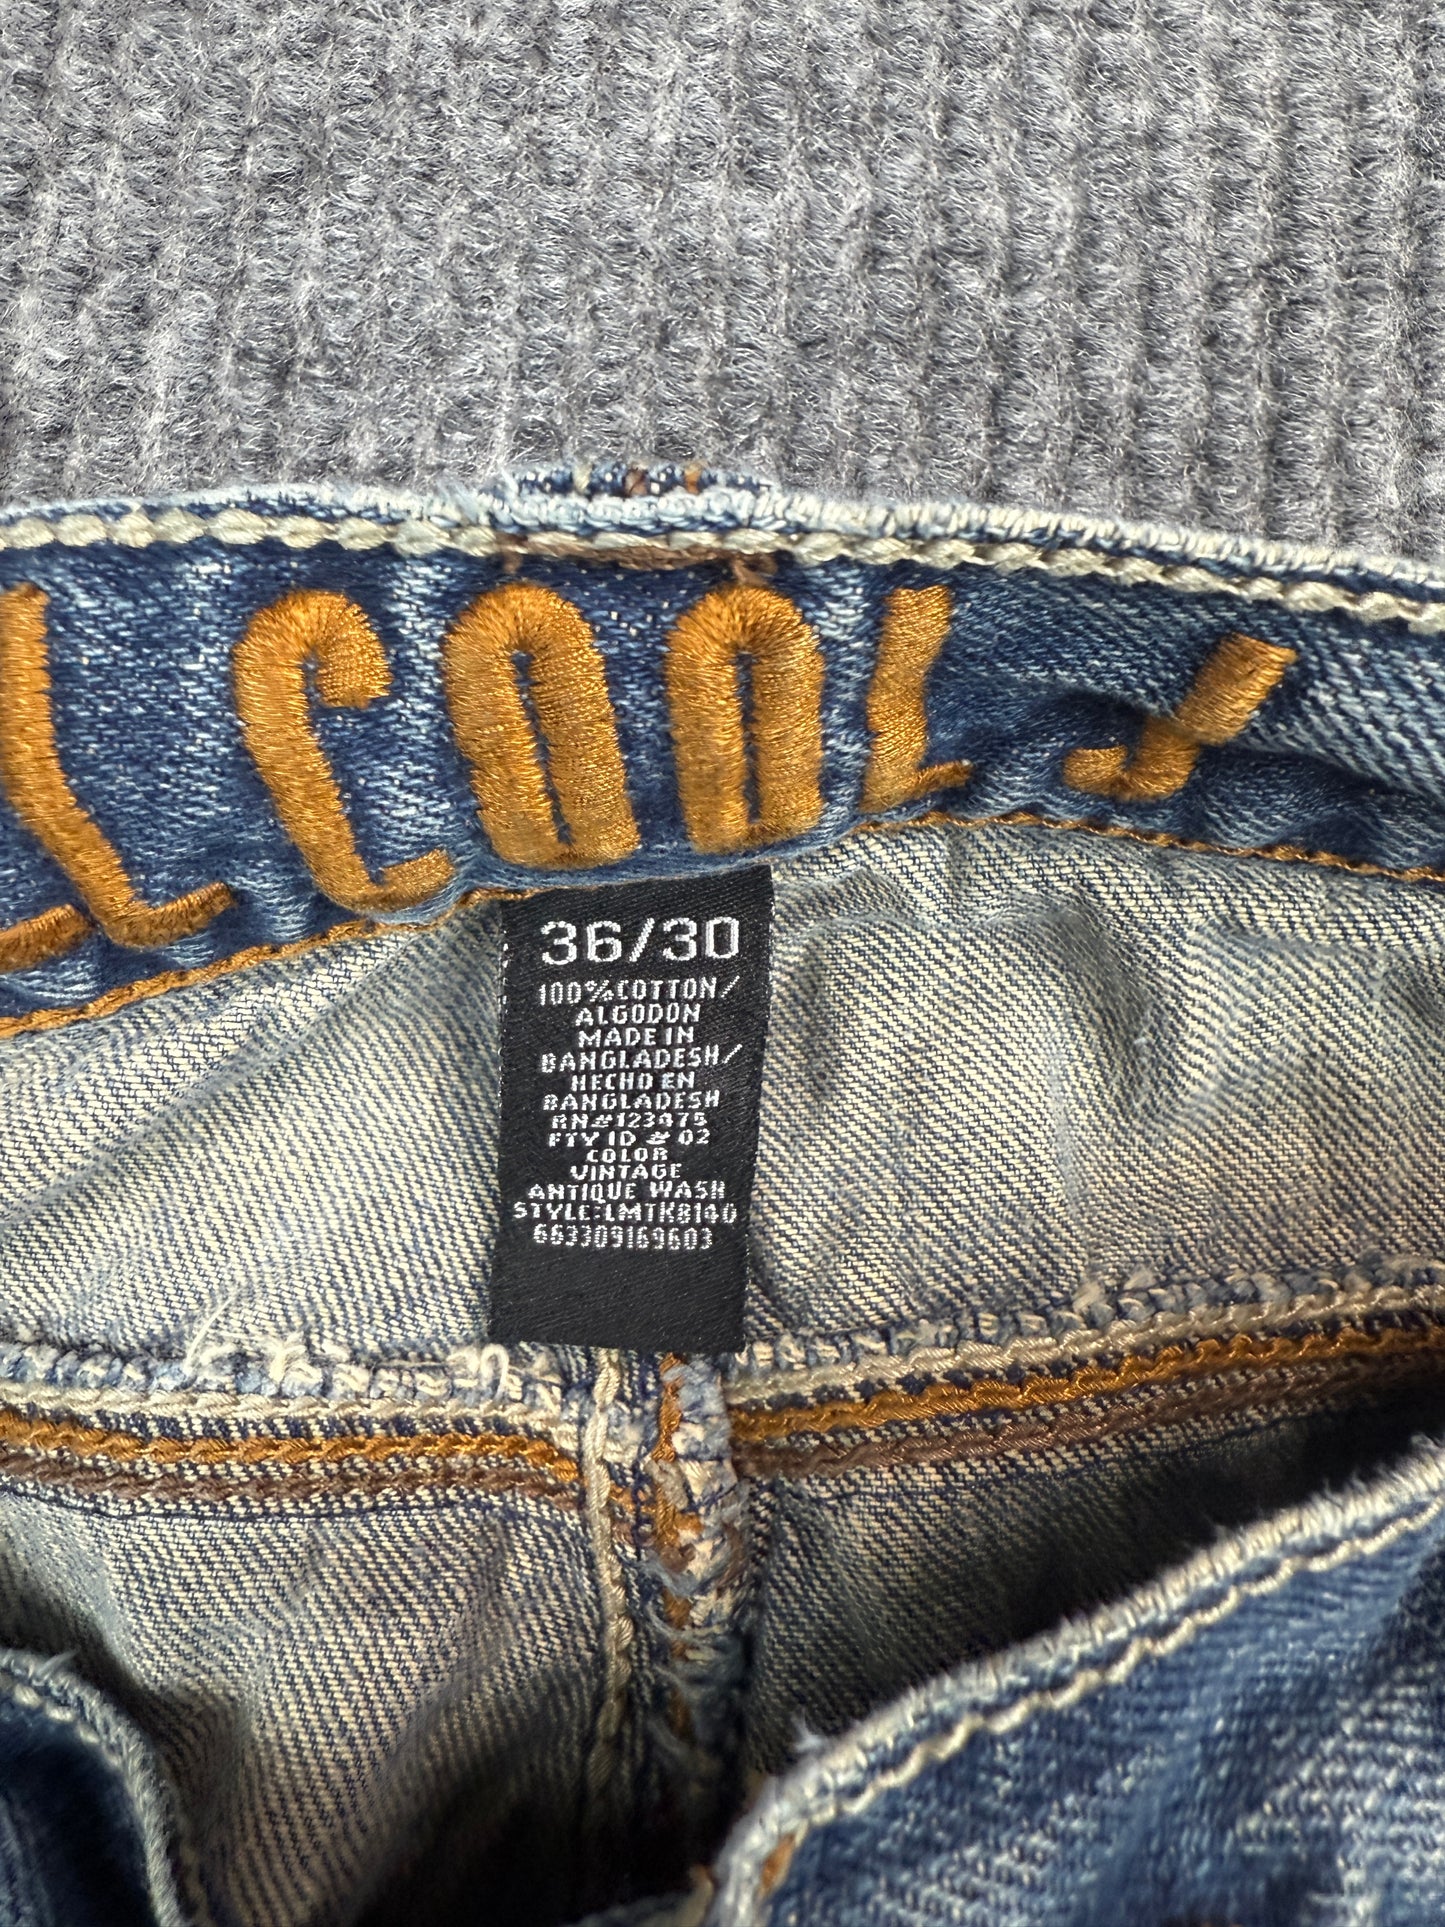 LL COOL J
36/30
100%COTTON/
ALGODON
MADE IN
BANGLADESH/
HECHO EN
BANGLADESH
RN#123475
FTY ID # 02
COLOR
VINTAGE
ANTIQUE WASH
STYLE:LMTK8140
663309169603